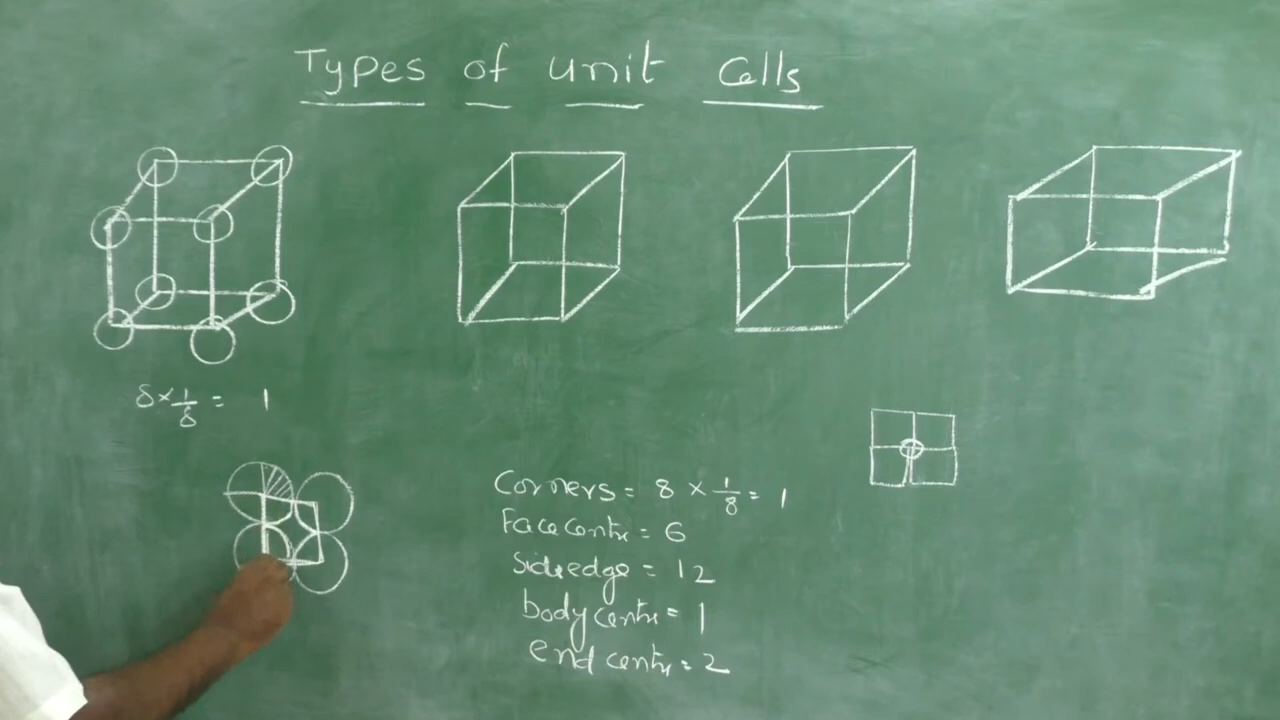 Types of unit Cells
8 × 1/8 = 1
Corners = 8 × 1/8 = 1
Face centre = 6
Side edge = 12
body centre = 1
end centre = 2